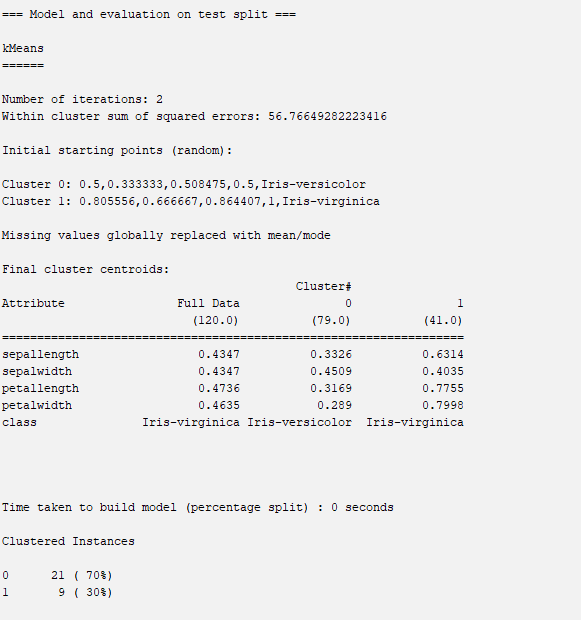 === Model and evaluation on test split ===
kMeans
======
Number of iterations: 2
Within cluster sum of squared errors: 56.76649282223416
Initial starting points (random):
Cluster 0: 0.5,0.333333,0.508475,0.5,Iris-versicolor
Cluster 1: 0.805556,0.666667,0.864407,1,Iris-virginica
Missing values globally replaced with mean/mode
Final cluster centroids:
Cluster#
Attribute Full Data 0 1
(120.0) (79.0) (41.0)
==================================================================
sepallength 0.4347 0.3326 0.6314
sepalwidth 0.4347 0.4509 0.4035
petallength 0.4736 0.3169 0.7755
petalwidth 0.4635 0.289 0.7998
class Iris-virginica Iris-versicolor Iris-virginica
Time taken to build model (percentage split) : 0 seconds
Clustered Instances
0 21 ( 70%)
1 9 ( 30%)